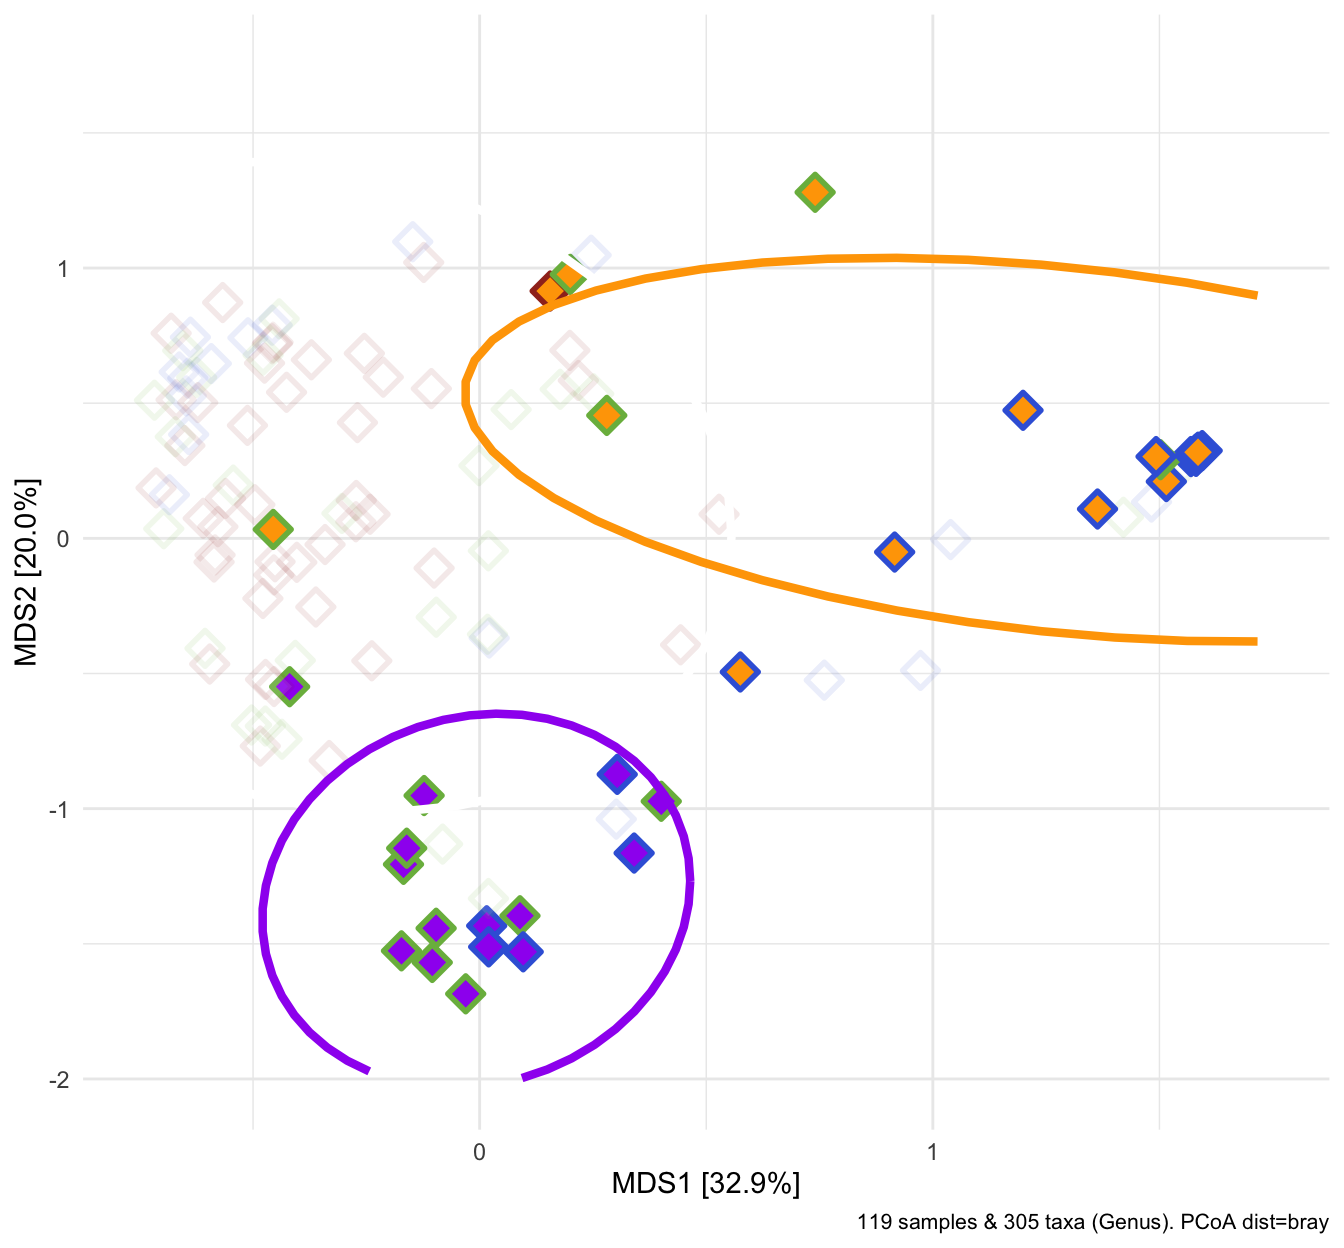 MDS2 [20.0%]
1
0
-1
-2
0
1
MDS1 [32.9%]
119 samples & 305 taxa (Genus). PCoA dist=bray